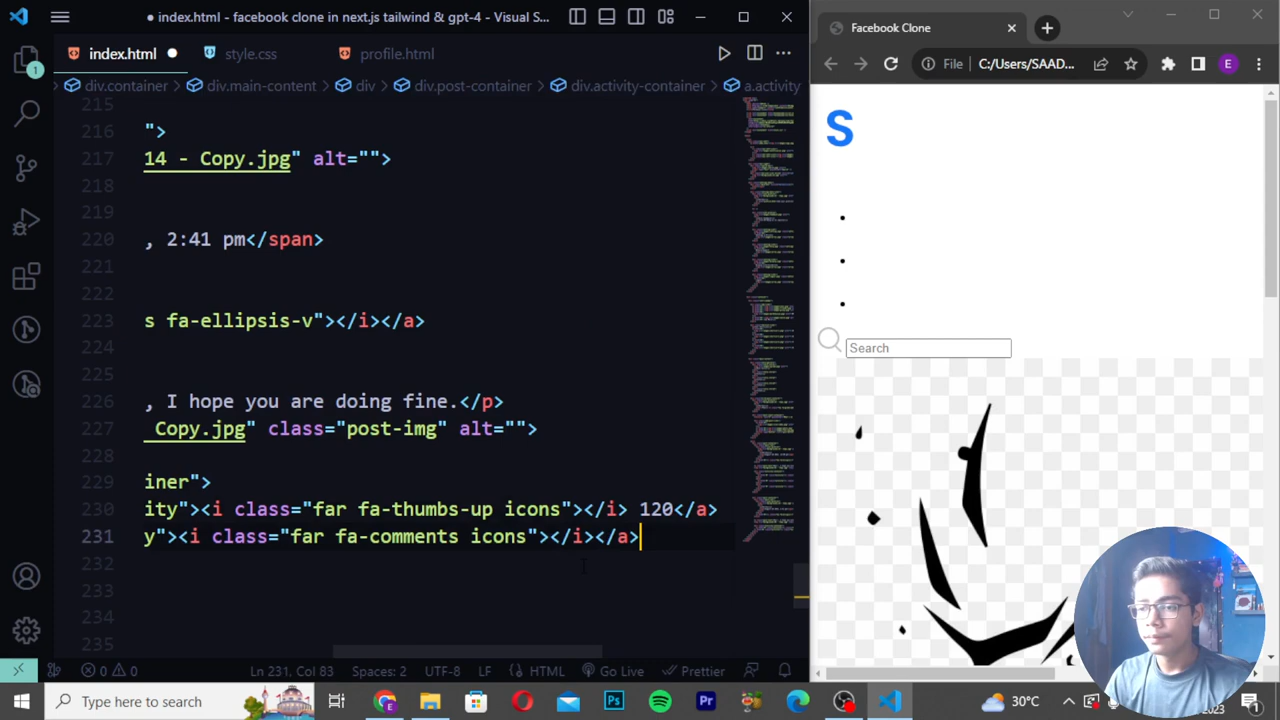 index.html - facebook clone in next.js tailwind & gpt-4 - Visual S...
Facebook Clone
index.html
style.css
profile.html
File
C:/Users/SAAD...
E
1
div.container
div.main-content
div
div.post-container
div.activity-container
a.activity
S
215
216 ">
217 14 - Copy.jpg" alt="">
218
219
220 , 2:41 pm</span>
221
222
223 s fa-ellipsis-v"></i></a>
224
225
226 , I hope you are doing fine.</p>
227 Copy.jpg" class="post-img" alt="">
228
229 iner">
230 ity"><i class="far fa-thumbs-up icons"></i> 120</a>
231 y"><i class="far fa-comments icons"></i></a>
232
233
234
235
Search
0 0
Ln 231, Col 83
Spaces: 2
UTF-8
LF
HTML
Go Live
Prettier
Type here to search
30°C
2023
1